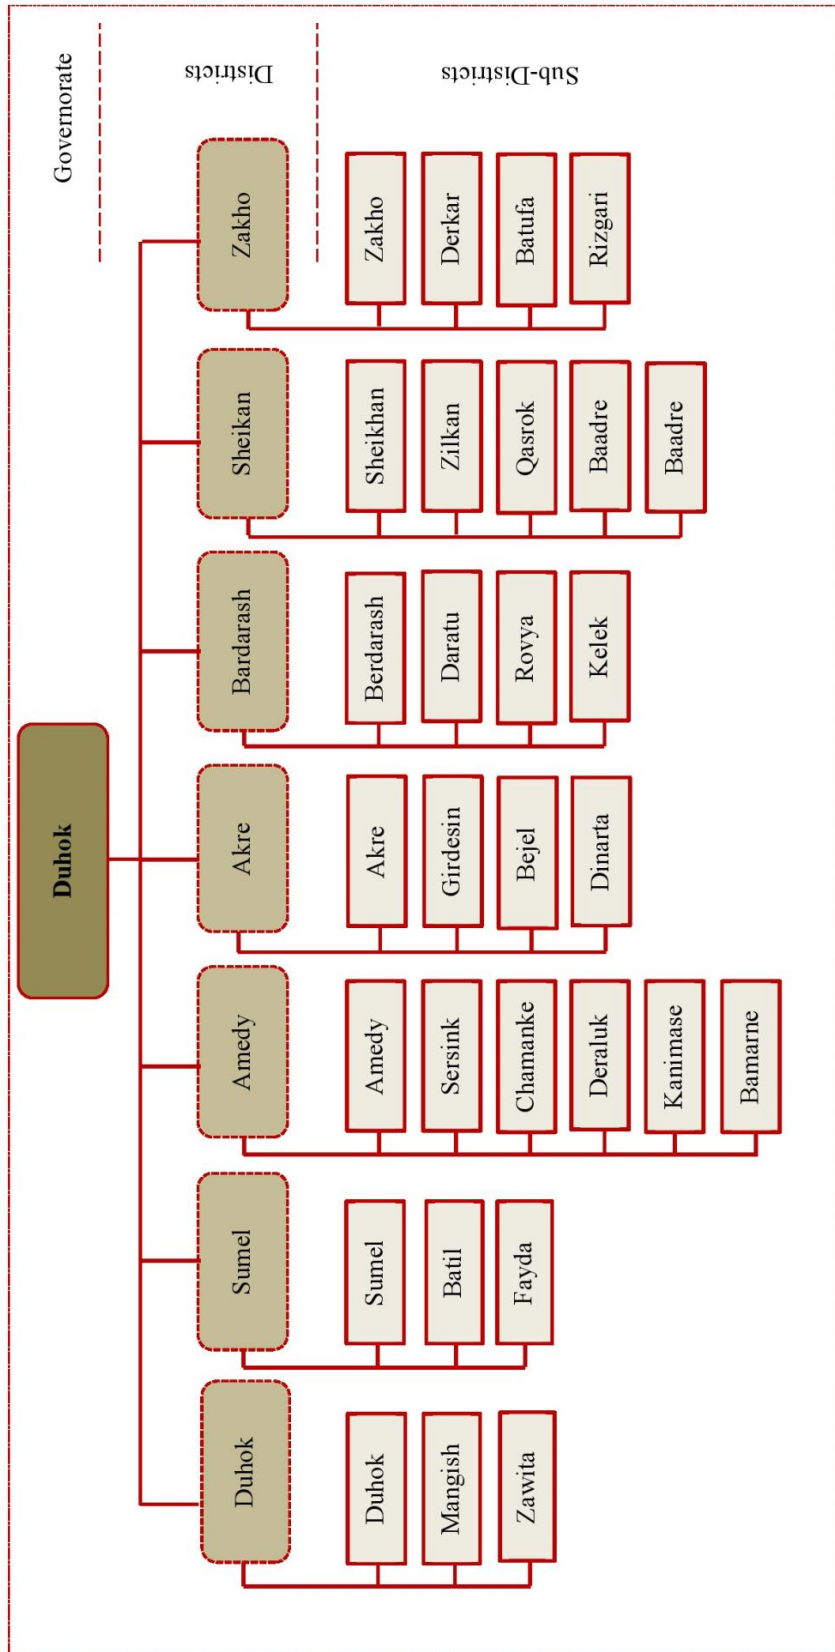 Duhok
Governorate
Duhok
Sumel
Amedy
Akre
Bardarash
Sheikan
Zakho
Districts
Duhok
Mangish
Zawita
Sumel
Batil
Fayda
Amedy
Sersink
Chamanke
Deraluk
Kanimase
Bamarne
Akre
Girdesin
Bejel
Dinarta
Berdarash
Daratu
Rovya
Kelek
Sheikhan
Zilkan
Qasrok
Baadre
Baadre
Zakho
Derkar
Batufa
Rizgari
Sub-Districts